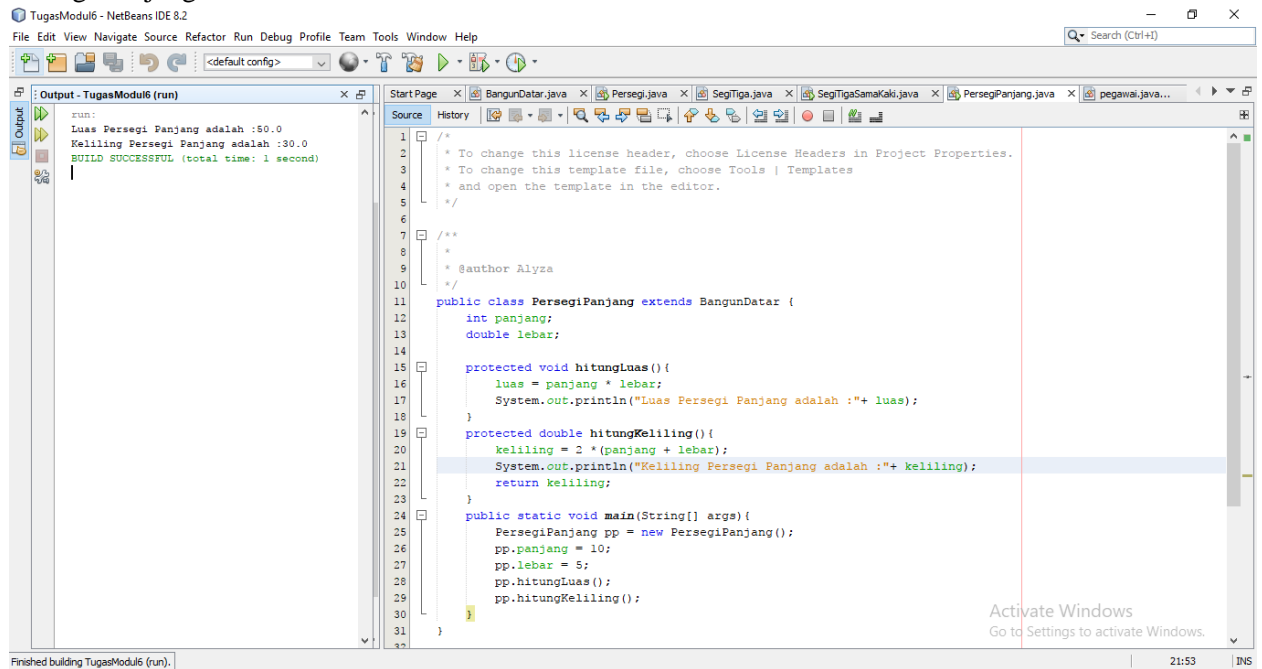 TugasModul6 - NetBeans IDE 8.2
File Edit View Navigate Source Refactor Run Debug Profile Team Tools Window Help
Search (Ctrl+I)
<default config>
Output - TugasModul6 (run)
Output
run:
Luas Persegi Panjang adalah :50.0
Keliling Persegi Panjang adalah :30.0
BUILD SUCCESSFUL (total time: 1 second)
Start Page BangunDatar.java Persegi.java SegiTiga.java SegiTigaSamaKaki.java PersegiPanjang.java pegawai.java...
Source History
1 /*
2 * To change this license header, choose License Headers in Project Properties.
3 * To change this template file, choose Tools | Templates
4 * and open the template in the editor.
5 */
6
7 /**
8 *
9 * @author Alyza
10 */
11 public class PersegiPanjang extends BangunDatar {
12 int panjang;
13 double lebar;
14
15 protected void hitungLuas(){
16 luas = panjang * lebar;
17 System.out.println("Luas Persegi Panjang adalah :"+ luas);
18 }
19 protected double hitungKeliling(){
20 keliling = 2 *(panjang + lebar);
21 System.out.println("Keliling Persegi Panjang adalah :"+ keliling);
22 return keliling;
23 }
24 public static void main(String[] args){
25 PersegiPanjang pp = new PersegiPanjang();
26 pp.panjang = 10;
27 pp.lebar = 5;
28 pp.hitungLuas();
29 pp.hitungKeliling();
30 }
31 }
32
Activate Windows
Go to Settings to activate Windows.
Finished building TugasModul6 (run).
21:53 INS